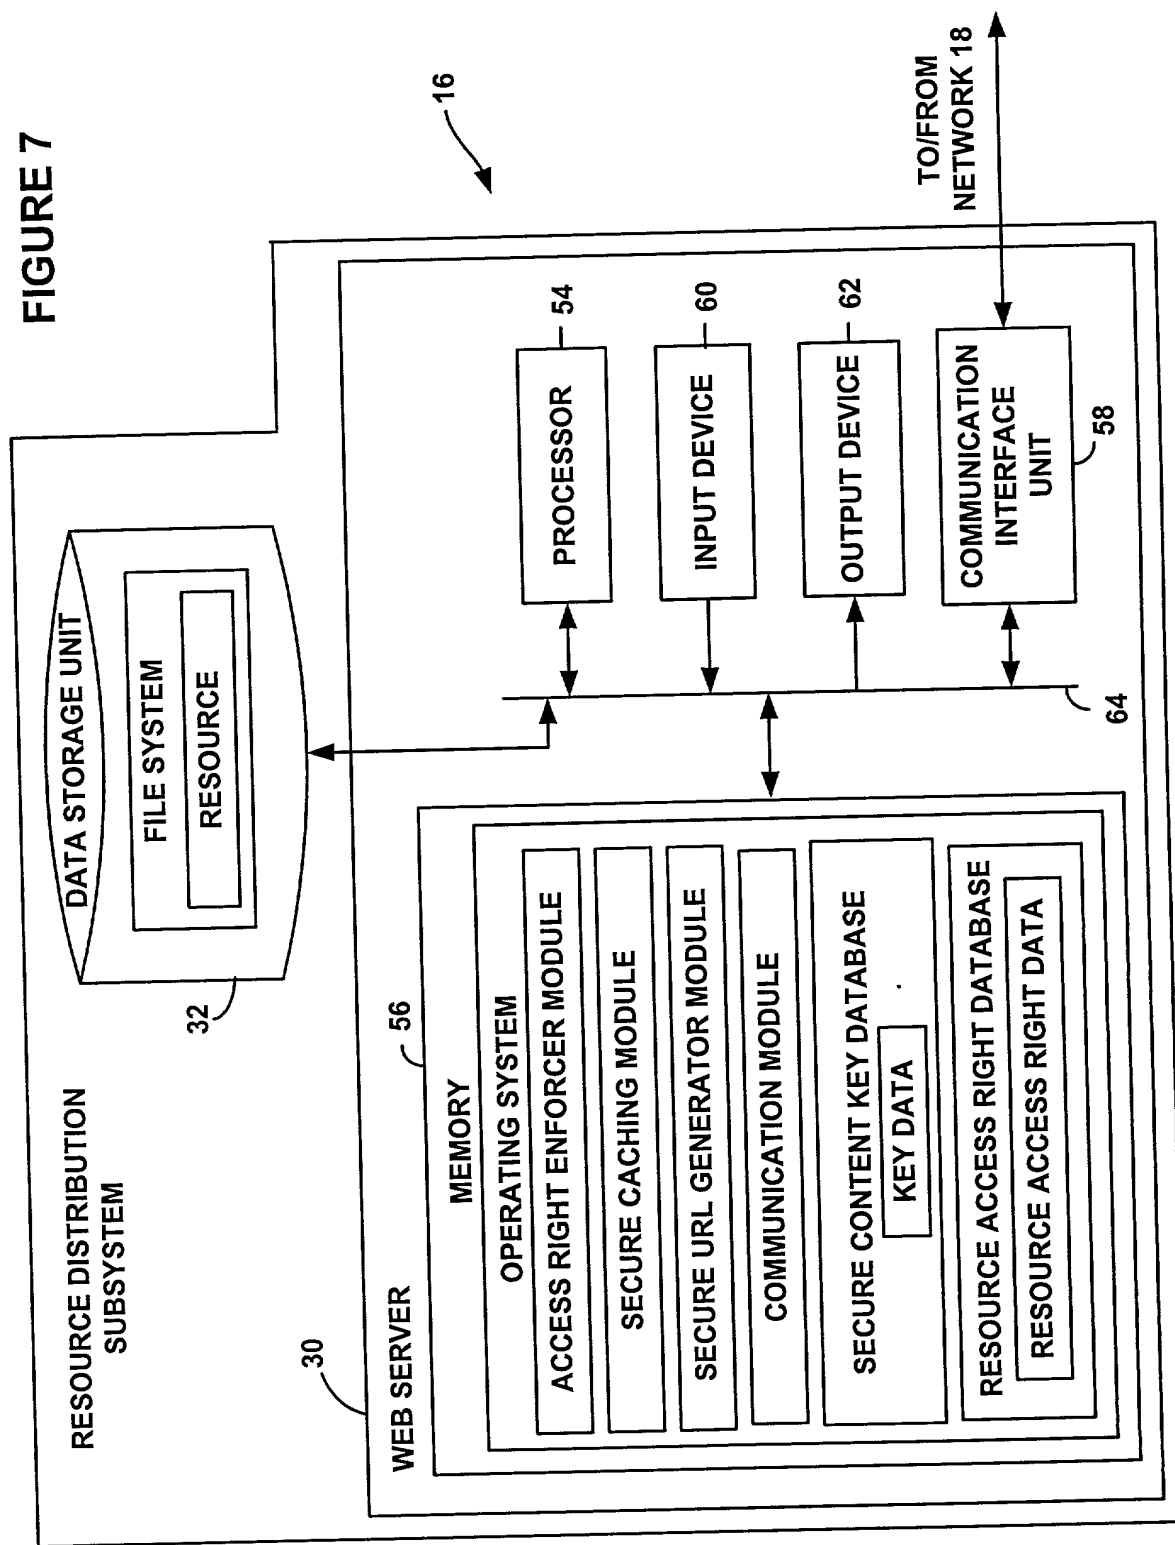 FIGURE 7
16
RESOURCE DISTRIBUTION
SUBSYSTEM
DATA STORAGE UNIT
FILE SYSTEM
RESOURCE
32
30
WEB SERVER
56
MEMORY
OPERATING SYSTEM
ACCESS RIGHT ENFORCER MODULE
SECURE CACHING MODULE
SECURE URL GENERATOR MODULE
COMMUNICATION MODULE
SECURE CONTENT KEY DATABASE
KEY DATA
RESOURCE ACCESS RIGHT DATABASE
RESOURCE ACCESS RIGHT DATA
PROCESSOR
54
INPUT DEVICE
60
OUTPUT DEVICE
62
COMMUNICATION
INTERFACE
UNIT
58
64
TO/FROM
NETWORK 18